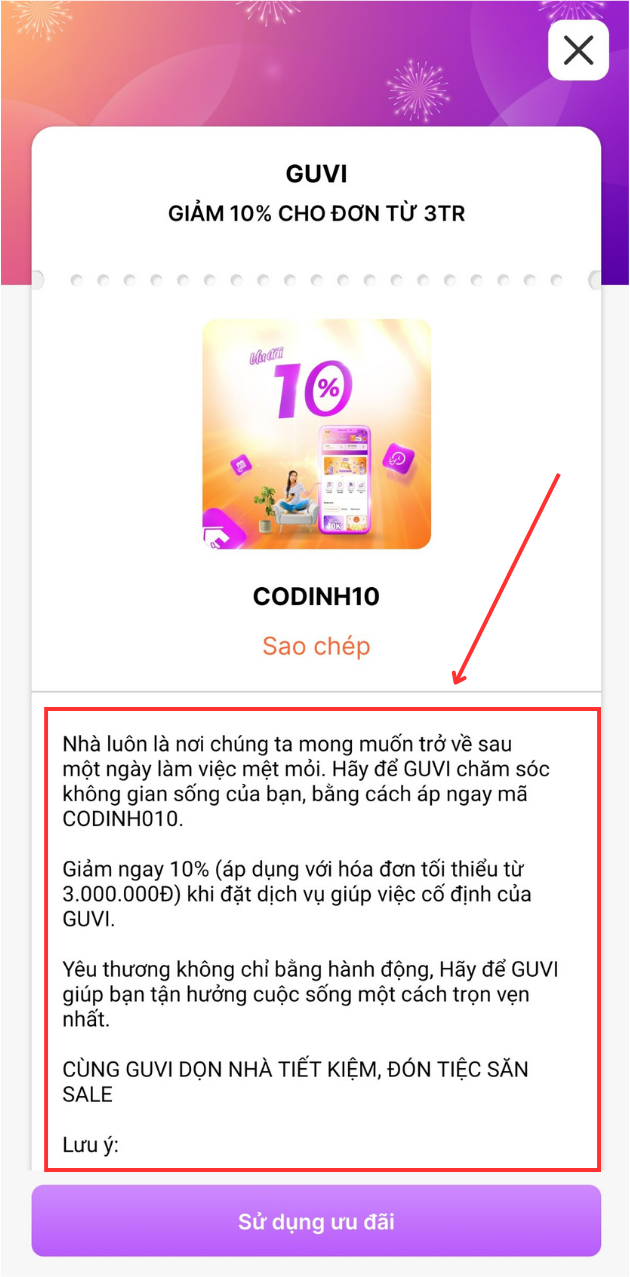 GUVI
GIẢM 10% CHO ĐƠN TỪ 3TR
Ưu đãi
10%
CODINH10
Sao chép
Nhà luôn là nơi chúng ta mong muốn trở về sau
một ngày làm việc mệt mỏi. Hãy để GUVI chăm sóc
không gian sống của bạn, bằng cách áp ngay mã
CODINH010.
Giảm ngay 10% (áp dụng với hóa đơn tối thiểu từ
3.000.000Đ) khi đặt dịch vụ giúp việc cố định của
GUVI.
Yêu thương không chỉ bằng hành động, Hãy để GUVI
giúp bạn tận hưởng cuộc sống một cách trọn vẹn
nhất.
CÙNG GUVI DỌN NHÀ TIẾT KIỆM, ĐÓN TIỆC SĂN
SALE
Lưu ý:
Sử dụng ưu đãi